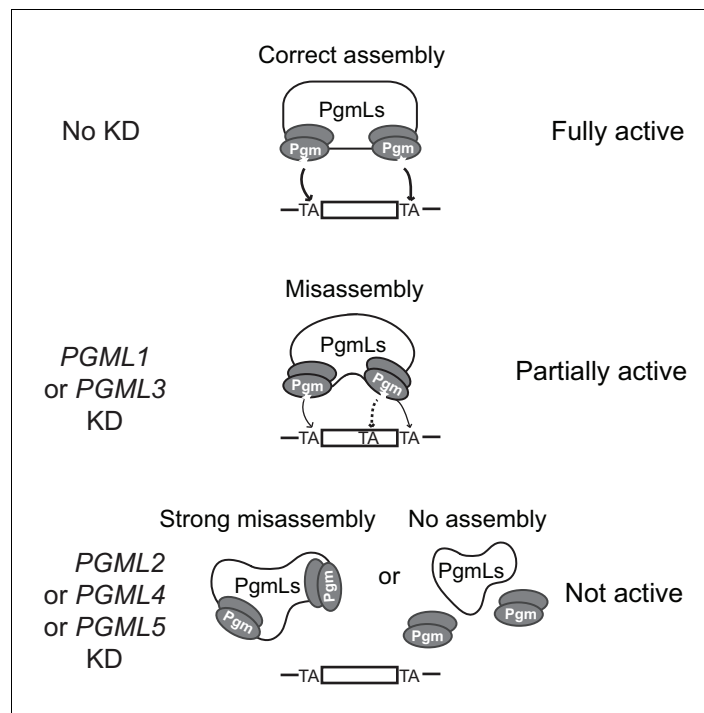 Correct assembly
No KD
PgmLs
Pgm
Pgm
Fully active
TA
TA
Misassembly
PGML1
or PGML3
KD
PgmLs
Pgm
Pgm
Partially active
TA
TA
TA
Strong misassembly
No assembly
PGML2
or PGML4
or PGML5
KD
PgmLs
Pgm
Pgm
or
PgmLs
Pgm
Pgm
Not active
TA
TA